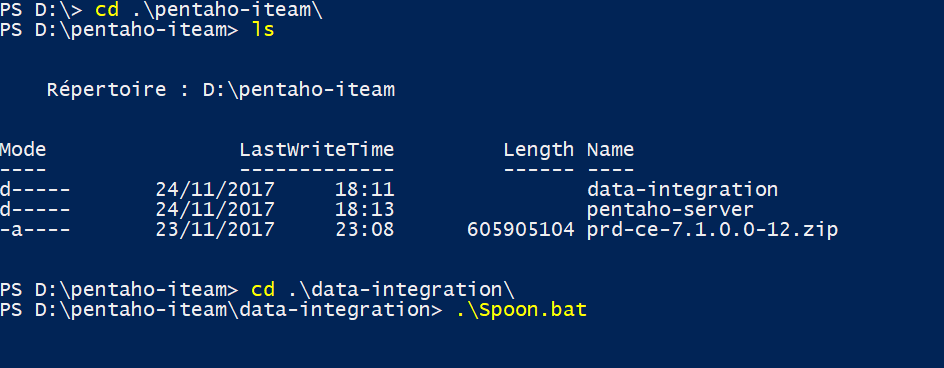 PS D:\> cd .\pentaho-iteam\
PS D:\pentaho-iteam> ls
Répertoire : D:\pentaho-iteam
Mode LastWriteTime Length Name
---- ------------- ------ ----
d----- 24/11/2017 18:11 data-integration
d----- 24/11/2017 18:13 pentaho-server
-a---- 23/11/2017 23:08 605905104 prd-ce-7.1.0.0-12.zip
PS D:\pentaho-iteam> cd .\data-integration\
PS D:\pentaho-iteam\data-integration> .\Spoon.bat